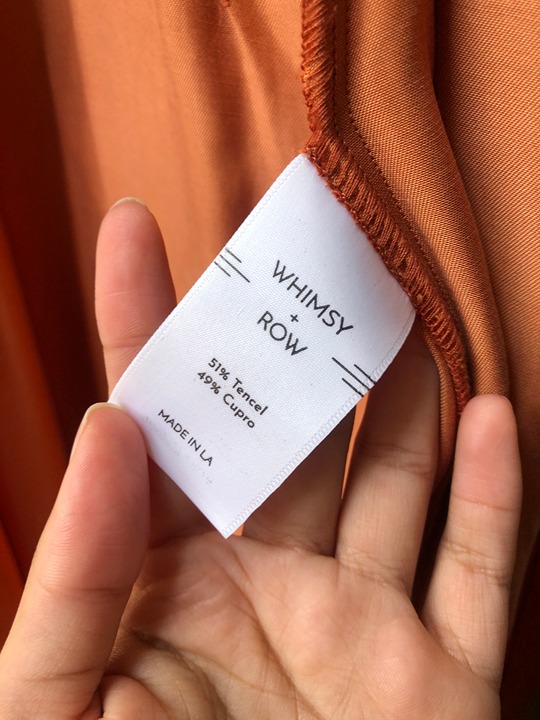 WHIMSY
+
ROW
51% Tencel
49% Cupro
MADE IN LA